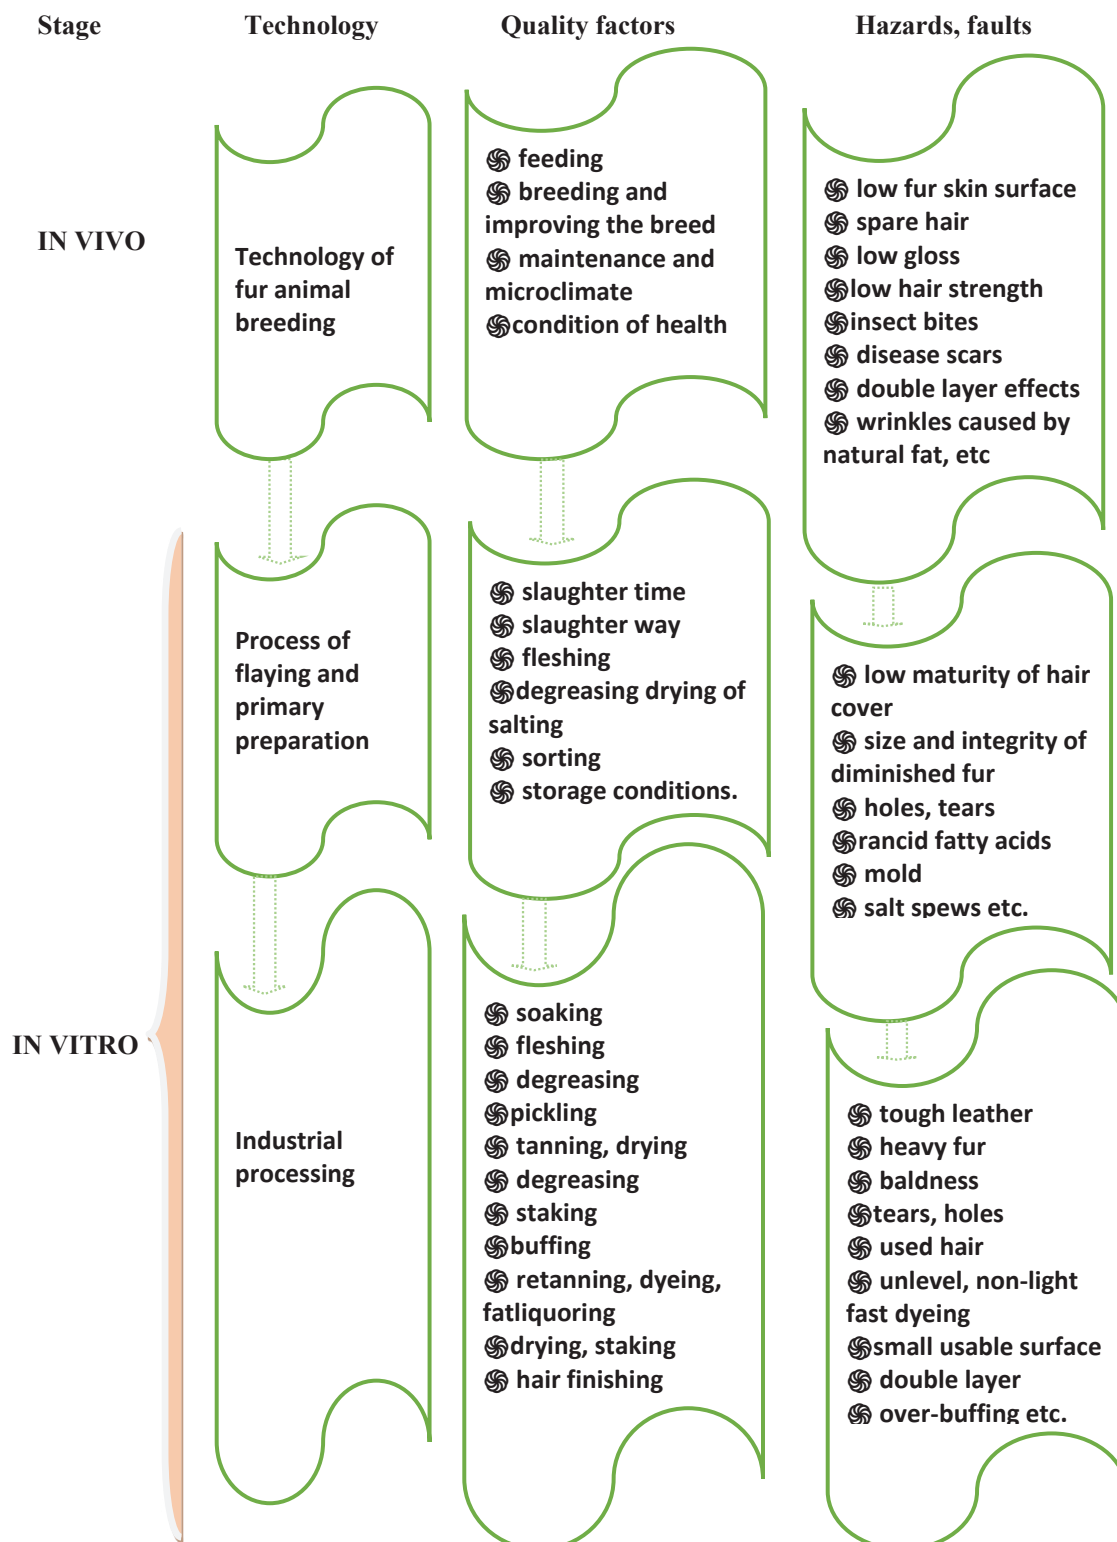 Stage Technology Quality factors Hazards, faults
IN VIVO
Technology of
fur animal
breeding
feeding
breeding and
improving the breed
maintenance and
microclimate
condition of health
low fur skin surface
spare hair
low gloss
low hair strength
insect bites
disease scars
double layer effects
wrinkles caused by
natural fat, etc
IN VITRO
Process of
flaying and
primary
preparation
slaughter time
slaughter way
fleshing
degreasing drying of
salting
sorting
storage conditions.
low maturity of hair
cover
size and integrity of
diminished fur
holes, tears
rancid fatty acids
mold
salt spews etc.
Industrial
processing
soaking
fleshing
degreasing
pickling
tanning, drying
degreasing
staking
buffing
retanning, dyeing,
fatliquoring
drying, staking
hair finishing
tough leather
heavy fur
baldness
tears, holes
used hair
unlevel, non-light
fast dyeing
small usable surface
double layer
over-buffing etc.